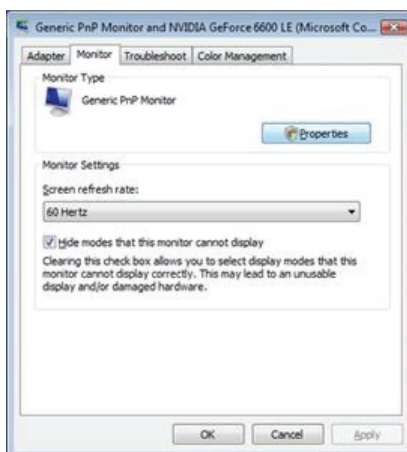 Generic PnP Monitor and NVIDIA GeForce 6600 LE (Microsoft Co...
Adapter Monitor Troubleshoot Color Management
Monitor Type
Generic PnP Monitor
Properties
Monitor Settings
Screen refresh rate:
60 Hertz
Hide modes that this monitor cannot display
Clearing this check box allows you to select display modes that this
monitor cannot display correctly. This may lead to an unusable
display and/or damaged hardware.
OK Cancel Apply